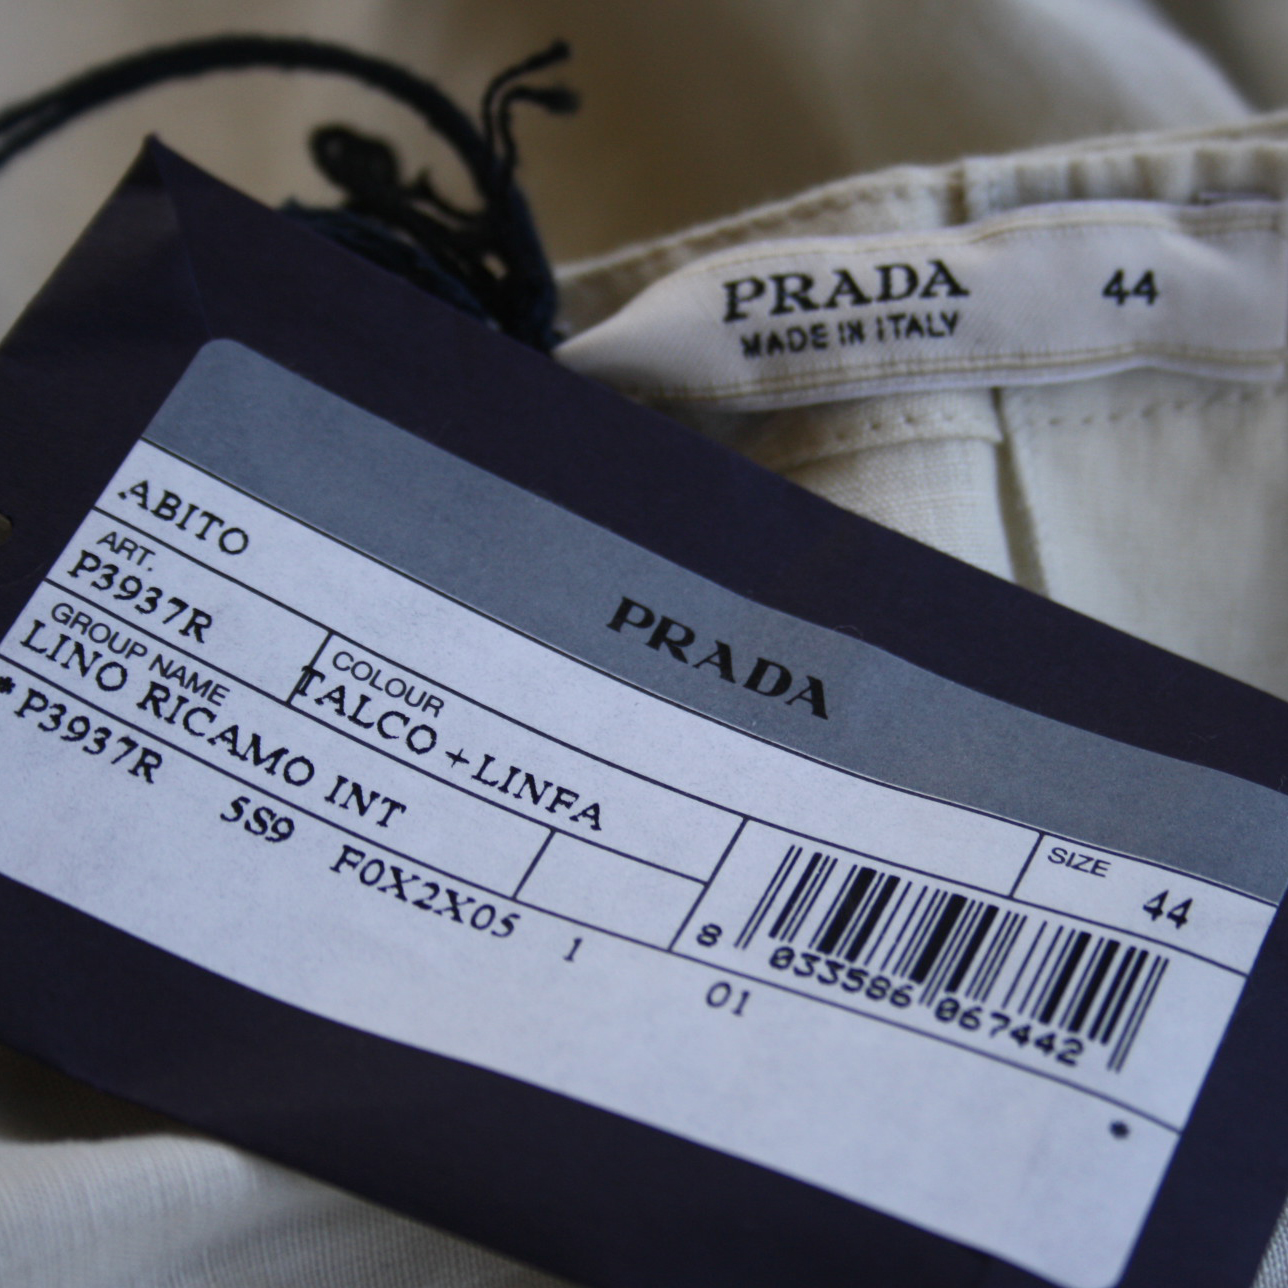 PRADA 44
MADE IN ITALY
PRADA
ABITO
ART.
P3937R
COLOUR
TALCO+LINFA
GROUP NAME
LINO RICAMO INT
SIZE
44
*P3937R 5S9 F0X2X05 1 01 *
8 033586 067442